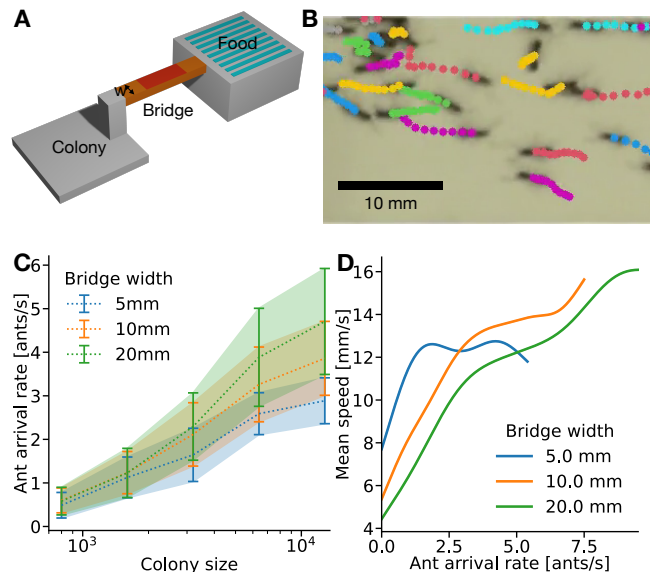 A
Food
w
Bridge
Colony
B
10 mm
C
Ant arrival rate [ants/s]
6
5
4
3
2
1
0
Bridge width
5mm
10mm
20mm
10³
10⁴
Colony size
D
Mean speed [mm/s]
16
14
12
10
8
6
4
Bridge width
5.0 mm
10.0 mm
20.0 mm
0.0
2.5
5.0
7.5
Ant arrival rate [ants/s]